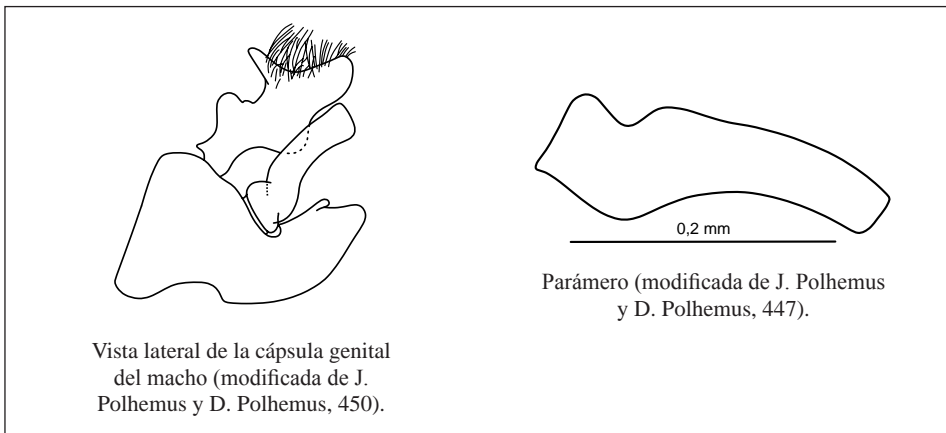 0,2 mm
Parámero (modificada de J. Polhemus
y D. Polhemus, 447).
Vista lateral de la cápsula genital
del macho (modificada de J.
Polhemus y D. Polhemus, 450).